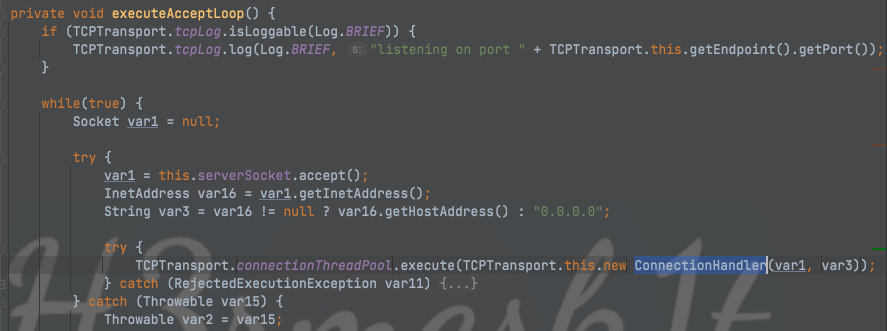 private void executeAcceptLoop() {
if (TCPTransport.tcpLog.isLoggable(Log.BRIEF)) {
TCPTransport.tcpLog.log(Log.BRIEF, s: "listening on port " + TCPTransport.this.getEndpoint().getPort());
}
while(true) {
Socket var1 = null;
try {
var1 = this.serverSocket.accept();
InetAddress var16 = var1.getInetAddress();
String var3 = var16 != null ? var16.getHostAddress() : "0.0.0.0";
try {
TCPTransport.connectionThreadPool.execute(TCPTransport.this.new ConnectionHandler(var1, var3));
} catch (RejectedExecutionException var11) {...}
} catch (Throwable var15) {
Throwable var2 = var15;